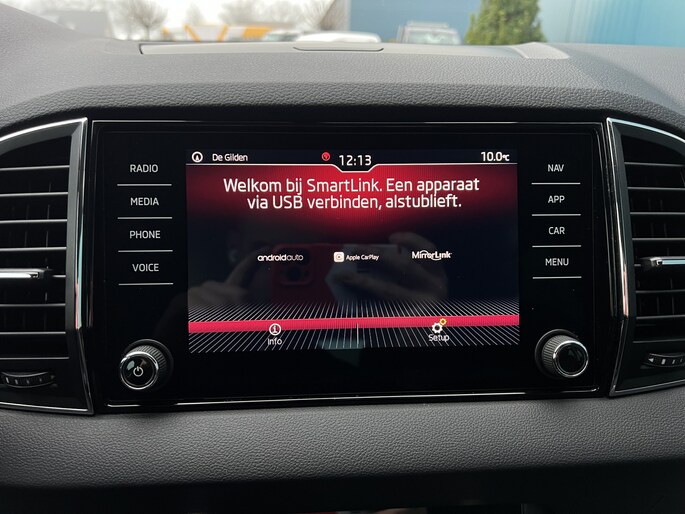 De Gilden 12:13 10.0°C
RADIO
MEDIA
PHONE
VOICE
Welkom bij SmartLink. Een apparaat
via USB verbinden, alstublieft.
androidauto Apple CarPlay MirrorLink
Info Setup
NAV
APP
CAR
MENU